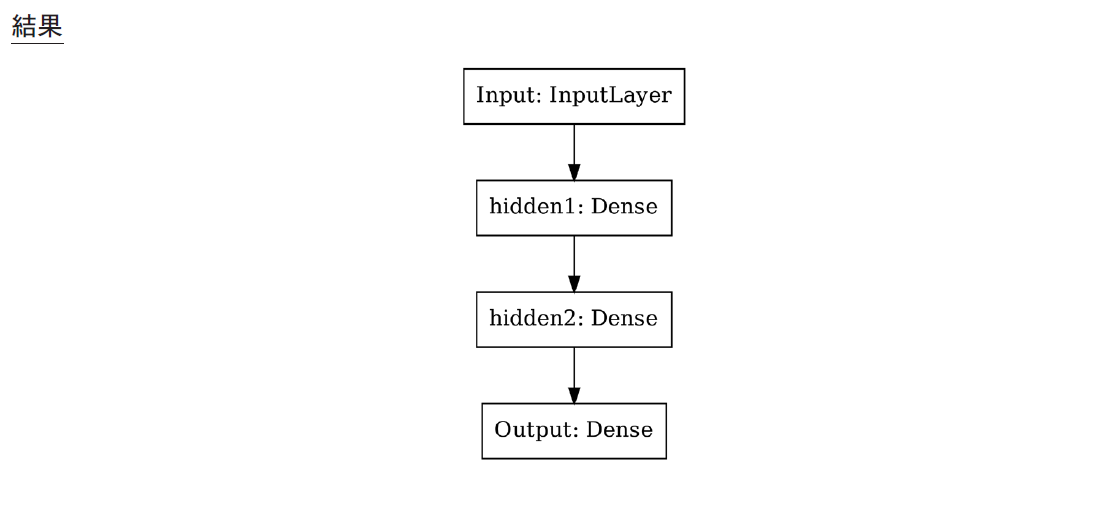 結果
Input: InputLayer
hidden1: Dense
hidden2: Dense
Output: Dense